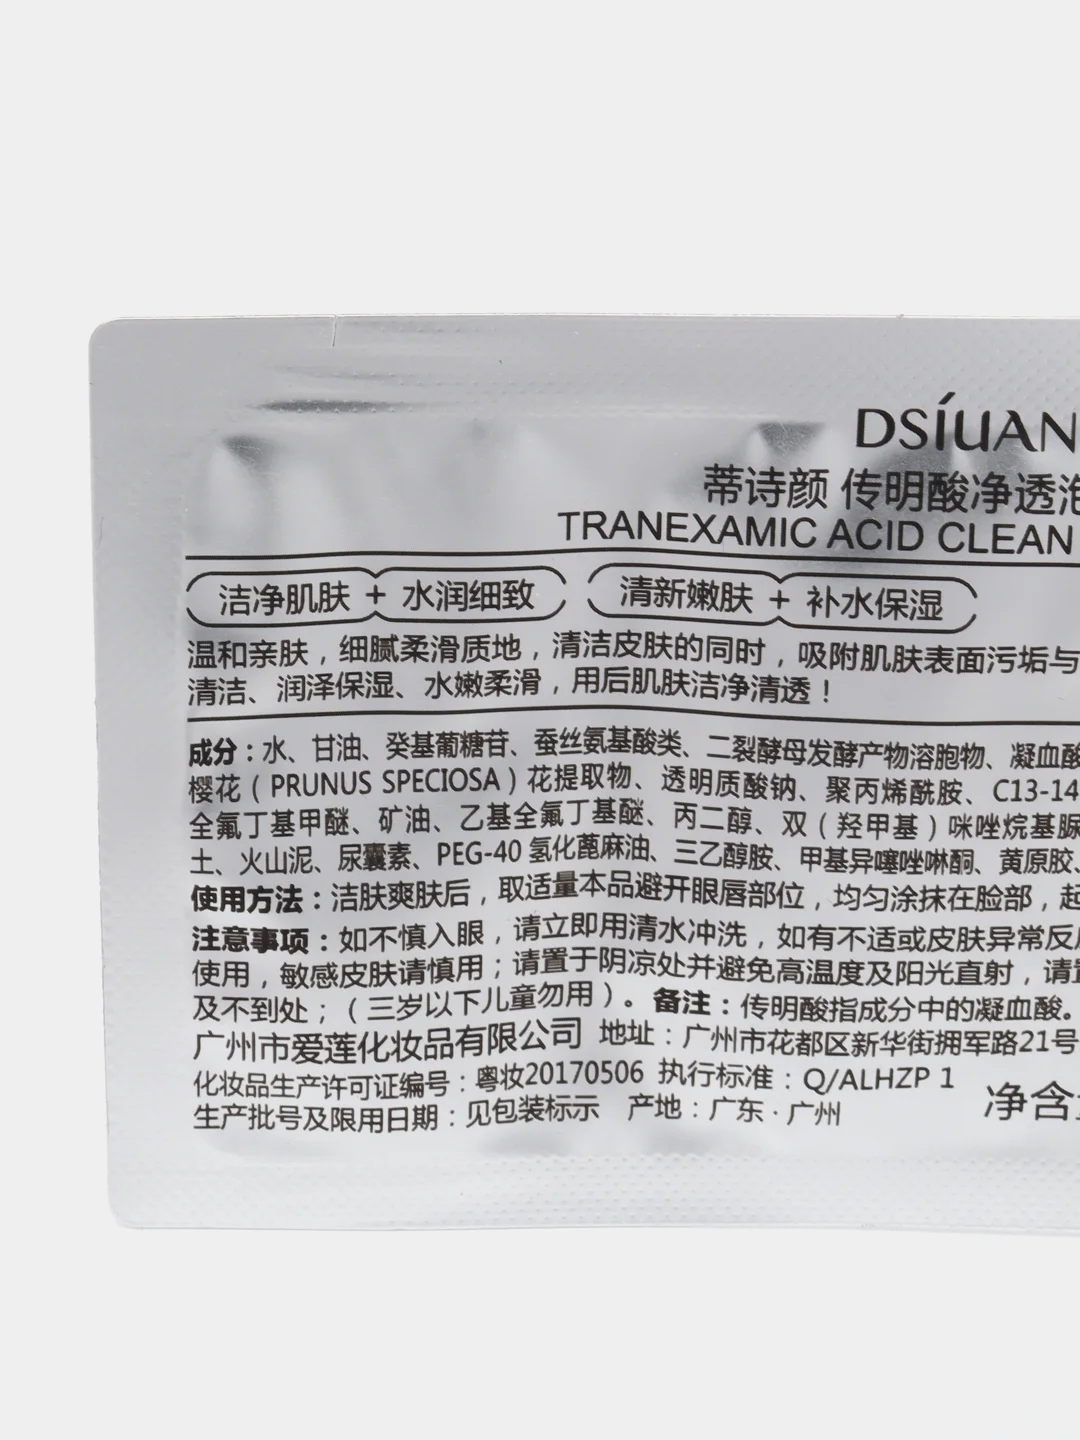 DSÍUAN
蒂诗颜 传明酸净透泡
TRANEXAMIC ACID CLEAN
洁净肌肤 + 水润细致 清新嫩肤 + 补水保湿
温和亲肤，细腻柔滑质地，清洁皮肤的同时，吸附肌肤表面污垢与
清洁、润泽保湿、水嫩柔滑，用后肌肤洁净清透！
成分：水、甘油、癸基葡糖苷、蚕丝氨基酸类、二裂酵母发酵产物溶胞物、凝血酸
樱花（PRUNUS SPECIOSA）花提取物、透明质酸钠、聚丙烯酰胺、C13-14
全氟丁基甲醚、矿油、乙基全氟丁基醚、丙二醇、双（羟甲基）咪唑烷基脲
土、火山泥、尿囊素、PEG-40 氢化蓖麻油、三乙醇胺、甲基异噻唑啉酮、黄原胶、
使用方法：洁肤爽肤后，取适量本品避开眼唇部位，均匀涂抹在脸部，起
注意事项：如不慎入眼，请立即用清水冲洗，如有不适或皮肤异常反应
使用，敏感皮肤请慎用；请置于阴凉处并避免高温度及阳光直射，请置
及不到处；（三岁以下儿童勿用）。备注：传明酸指成分中的凝血酸。
广州市爱莲化妆品有限公司 地址：广州市花都区新华街拥军路21号
化妆品生产许可证编号：粤妆20170506 执行标准：Q/ALHZP 1
生产批号及限用日期：见包装标示 产地：广东·广州
净含